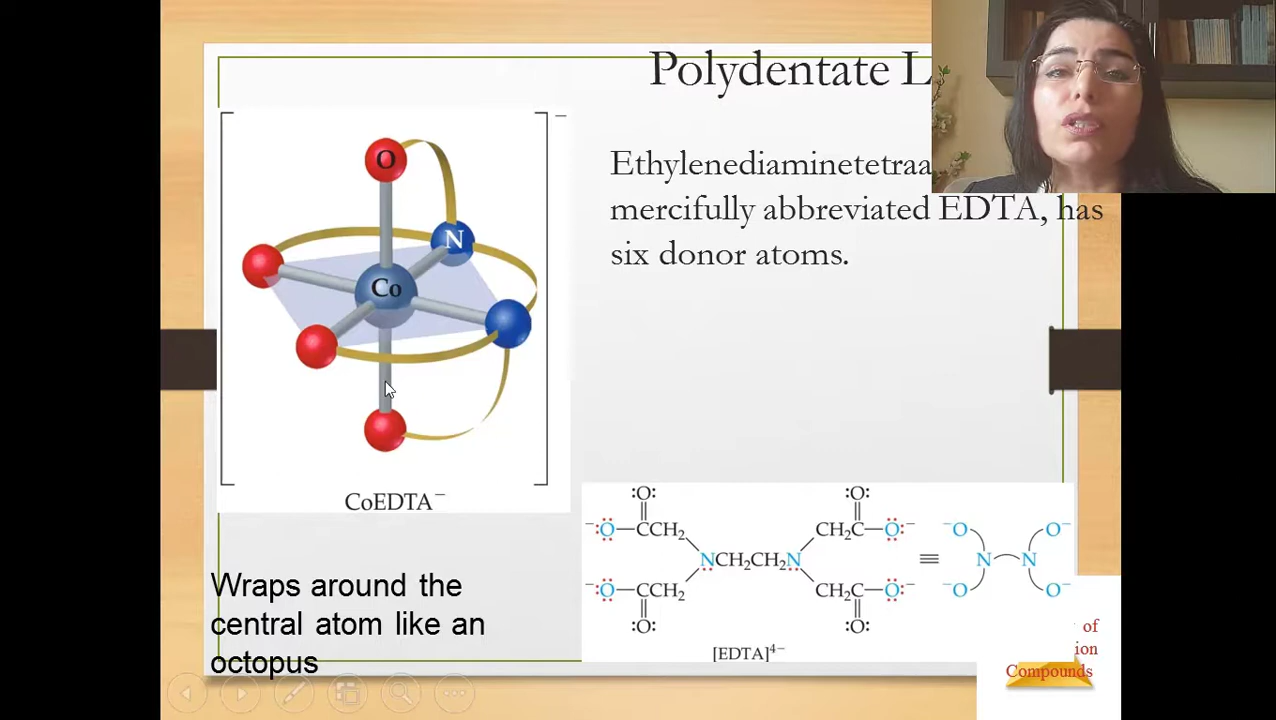 Polydentate L
Ethylenediaminetetraa
mercifully abbreviated EDTA, has
six donor atoms.
−
O
N
Co
CoEDTA−
Wraps around the
central atom like an
octopus
:O: :O:
−:O—CCH2 CH2C—O:−
NCH2CH2N
−:O—CCH2 CH2C—O:−
:O: :O:
[EDTA]4−
≡
−O O−
N N
−O O−
of
ion
Compounds